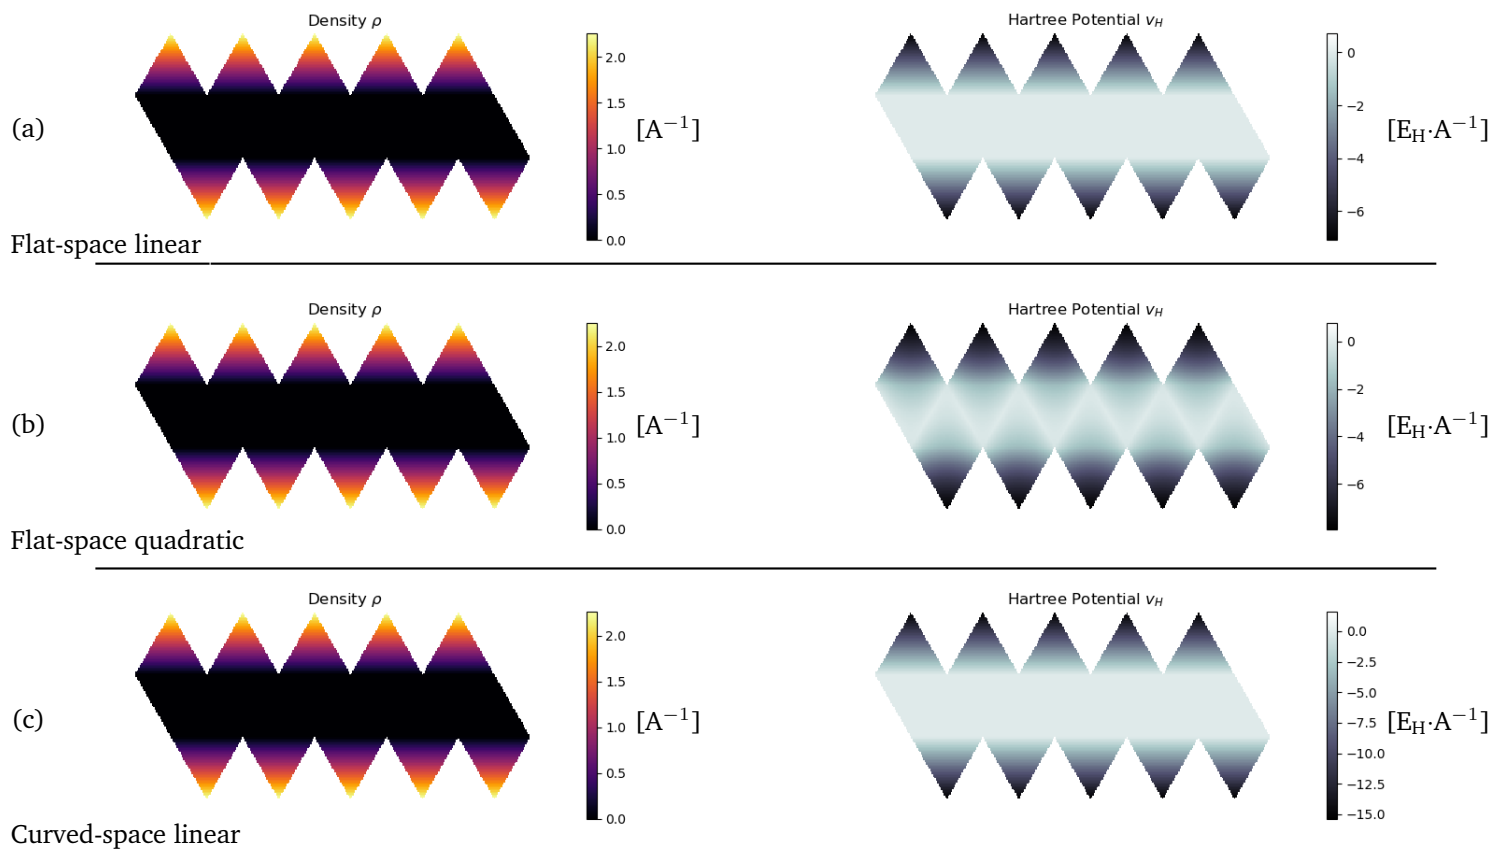 Density ρ
Hartree Potential v_H
2.0
1.5
1.0
0.5
0.0
0
−2
−4
−6
(a)
[A⁻¹]
[E_H·A⁻¹]
Flat-space linear
Density ρ
Hartree Potential v_H
2.0
1.5
1.0
0.5
0.0
0
−2
−4
−6
(b)
[A⁻¹]
[E_H·A⁻¹]
Flat-space quadratic
Density ρ
Hartree Potential v_H
2.0
1.5
1.0
0.5
0.0
0.0
−2.5
−5.0
−7.5
−10.0
−12.5
−15.0
(c)
[A⁻¹]
[E_H·A⁻¹]
Curved-space linear